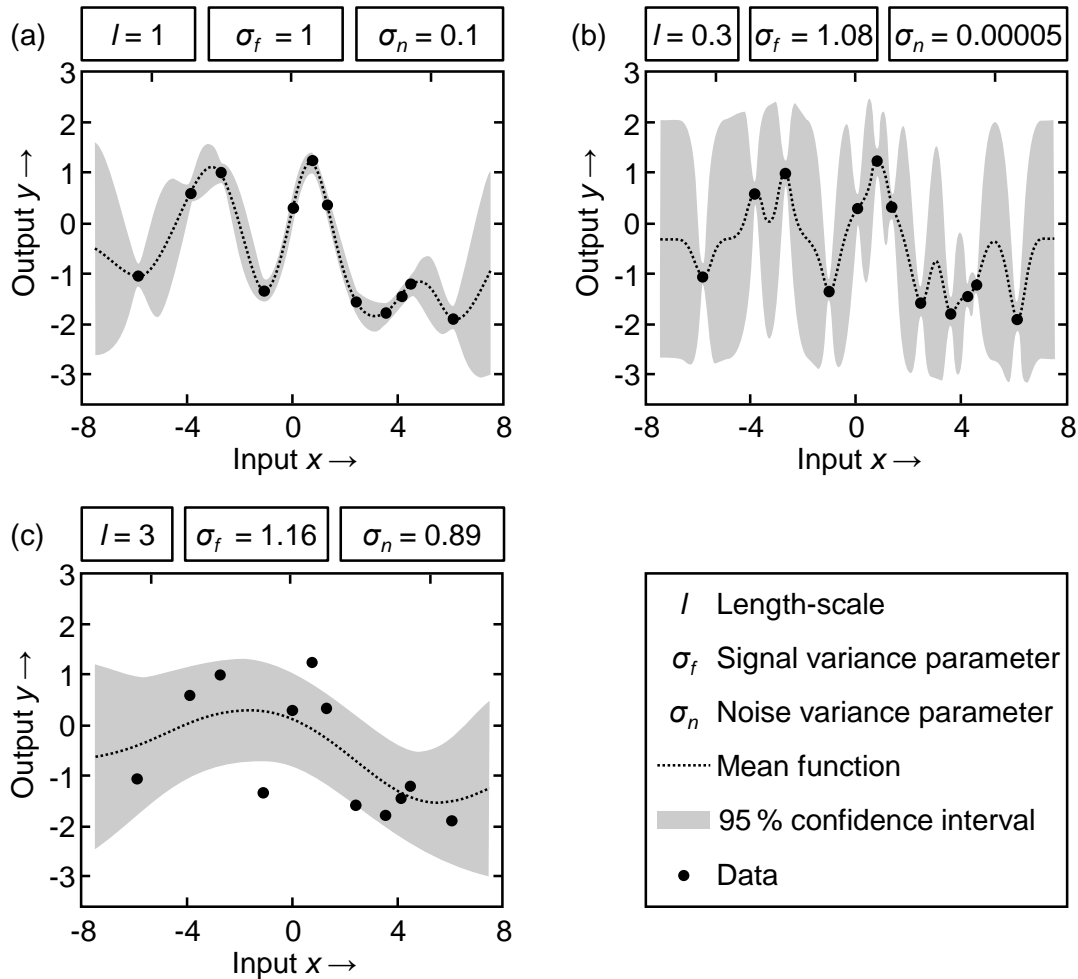 (a) l = 1 σf = 1 σn = 0.1
3
2
1
0
-1
-2
-3
Output y →
-8 -4 0 4 8
Input x →
(b) l = 0.3 σf = 1.08 σn = 0.00005
3
2
1
0
-1
-2
-3
Output y →
-8 -4 0 4 8
Input x →
(c) l = 3 σf = 1.16 σn = 0.89
3
2
1
0
-1
-2
-3
Output y →
-8 -4 0 4 8
Input x →
l Length-scale
σf Signal variance parameter
σn Noise variance parameter
Mean function
95 % confidence interval
Data